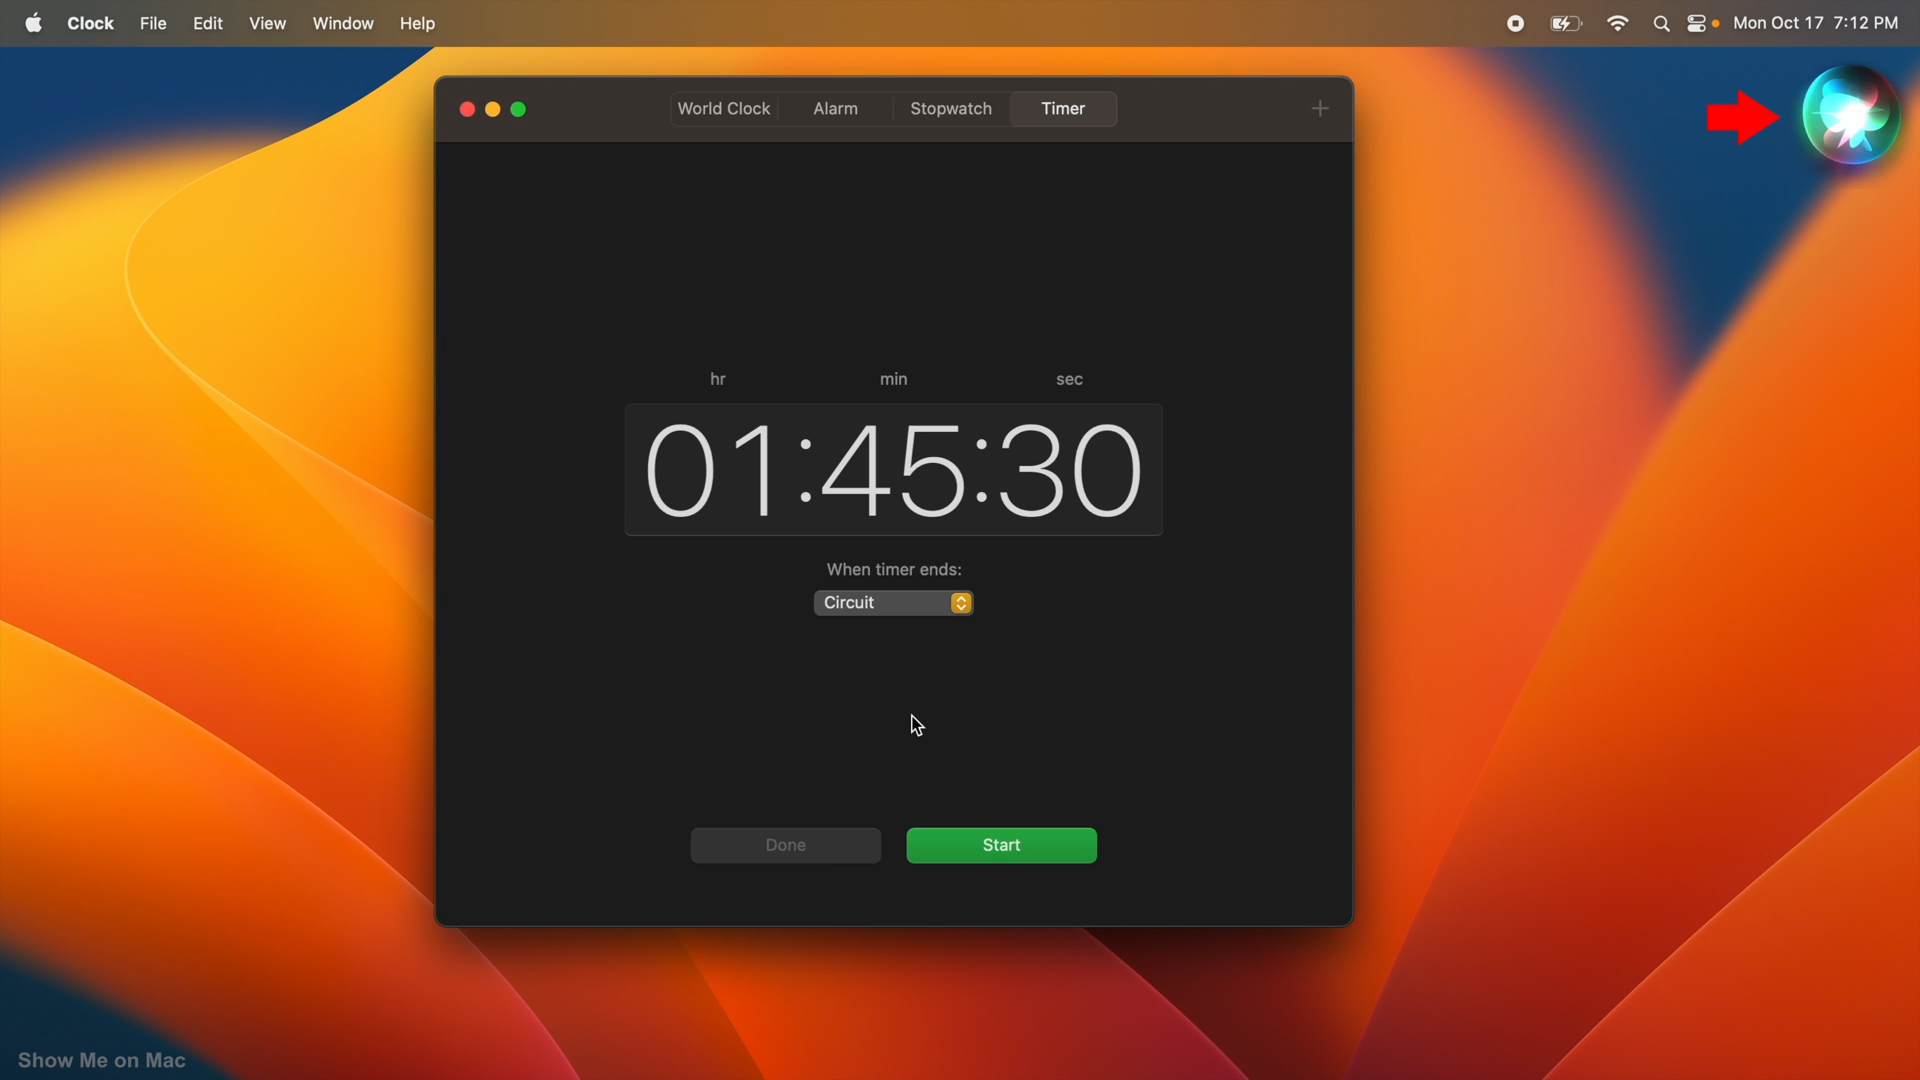 Clock File Edit View Window Help Mon Oct 17 7:12 PM
World Clock Alarm Stopwatch Timer
hr min sec
01:45:30
When timer ends:
Circuit
Done Start
Show Me on Mac